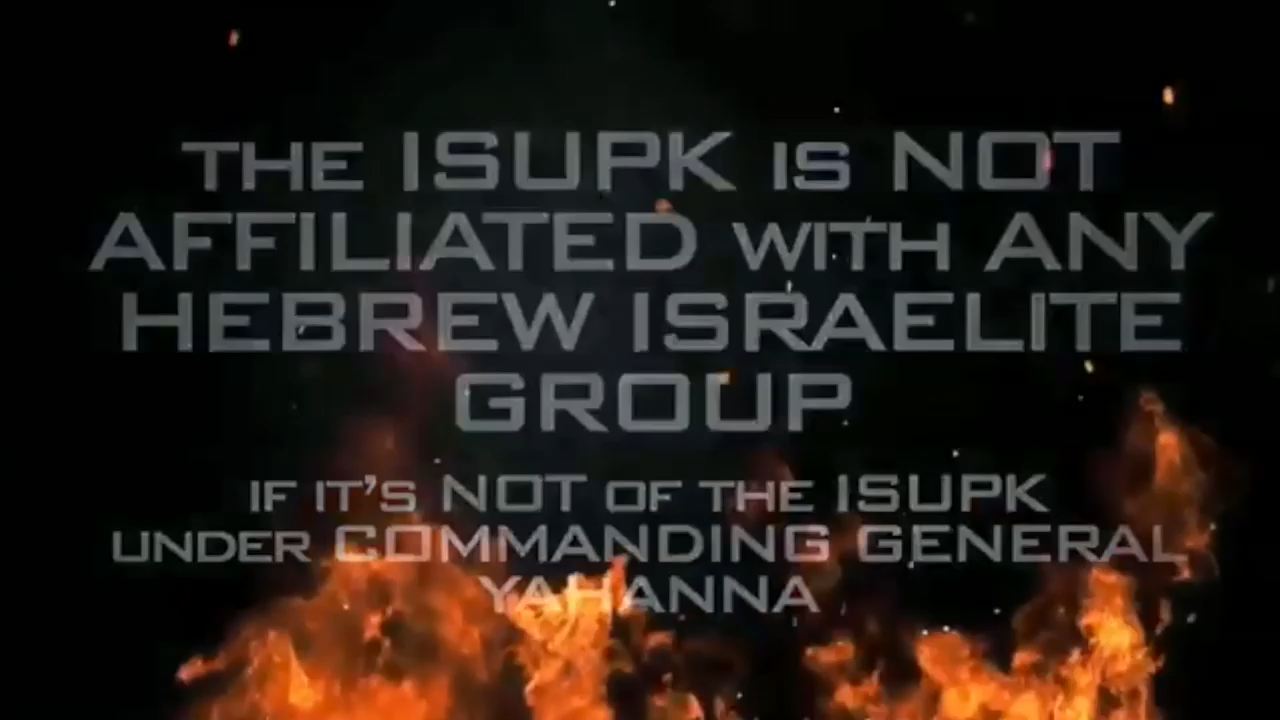 THE ISUPK IS NOT
AFFILIATED WITH ANY
HEBREW ISRAELITE
GROUP
IF IT'S NOT OF THE ISUPK
UNDER COMMANDING GENERAL
YAHANNA